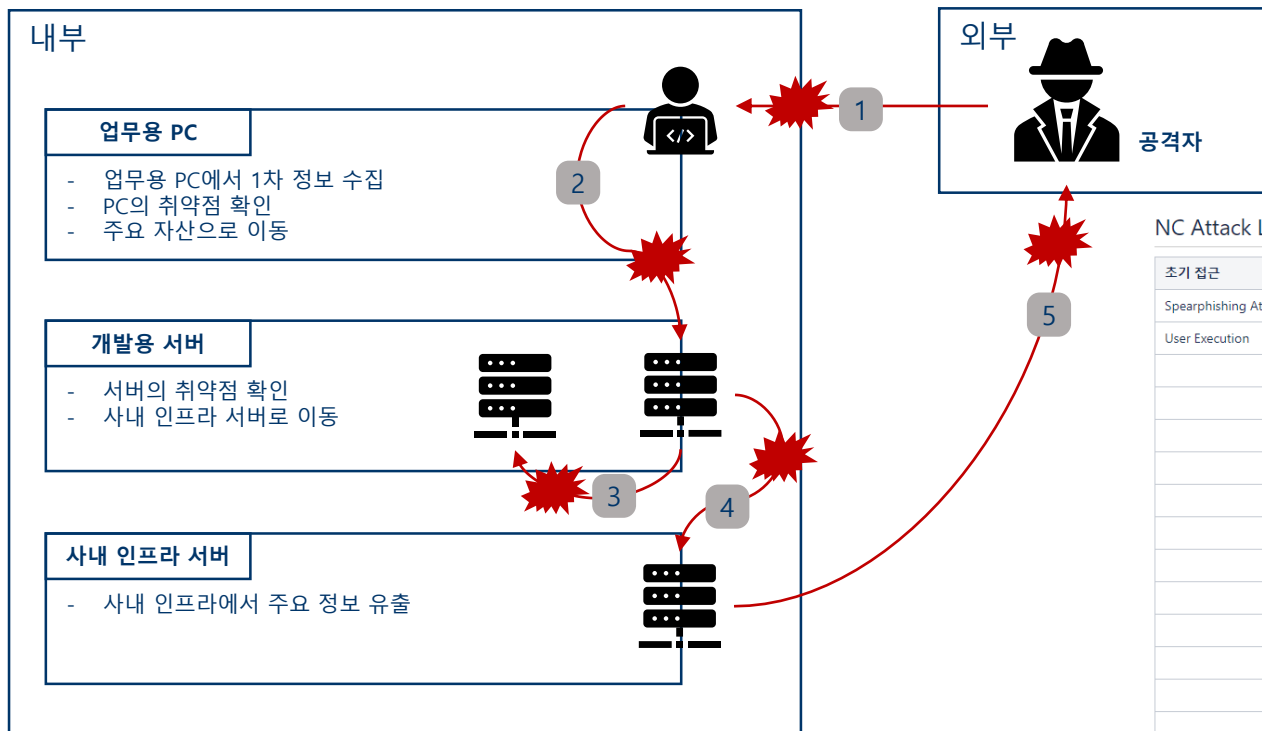 내부
외부
공격자
1
업무용 PC
- 업무용 PC에서 1차 정보 수집
- PC의 취약점 확인
- 주요 자산으로 이동
2
개발용 서버
- 서버의 취약점 확인
- 사내 인프라 서버로 이동
3
4
사내 인프라 서버
- 사내 인프라에서 주요 정보 유출
5
NC Attack L
초기 접근
Spearphishing At
User Execution